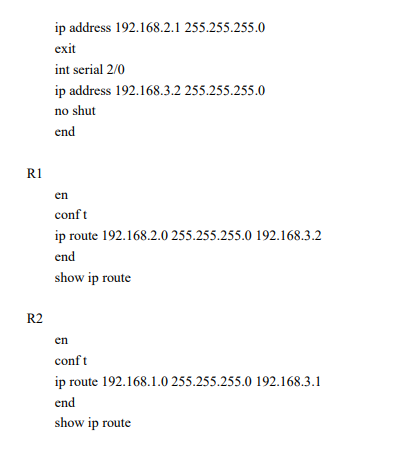 ip address 192.168.2.1 255.255.255.0
exit
int serial 2/0
ip address 192.168.3.2 255.255.255.0
no shut
end
R1
en
conf t
ip route 192.168.2.0 255.255.255.0 192.168.3.2
end
show ip route
R2
en
conf t
ip route 192.168.1.0 255.255.255.0 192.168.3.1
end
show ip route